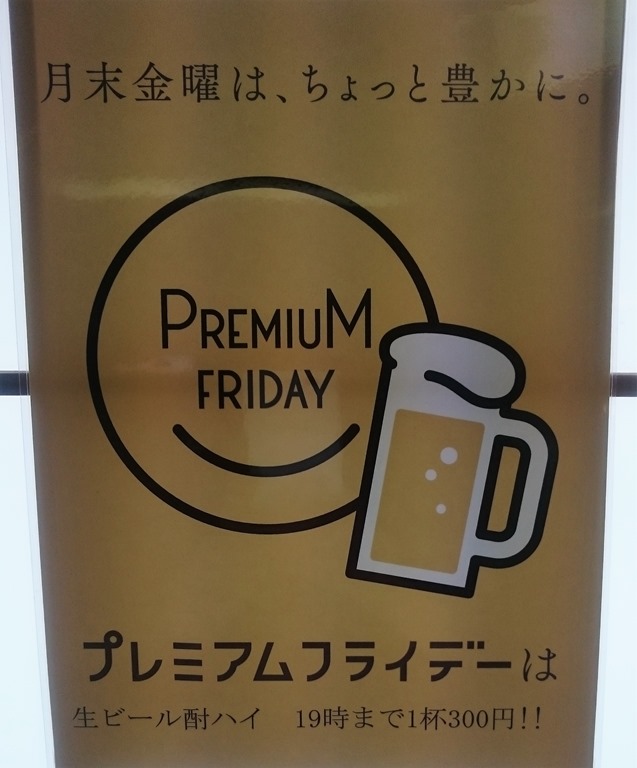 月末金曜は、ちょっと豊かに。
PREMIUM
FRIDAY
プレミアムフライデーは
生ビール酎ハイ　19時まで1杯300円!!